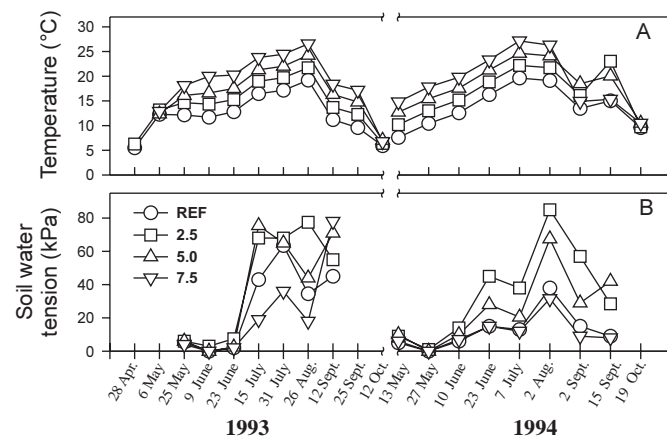 A
Temperature (°C)
30
25
20
15
10
5
0
B
Soil water
tension (kPa)
80
60
40
20
0
REF
2.5
5.0
7.5
28 Apr.
6 May
25 May
9 June
23 June
15 July
31 July
26 Aug.
12 Sept.
25 Sept.
12 Oct.
13 May
27 May
10 June
23 June
7 July
2 Aug.
2 Sept.
15 Sept.
19 Oct.
1993
1994